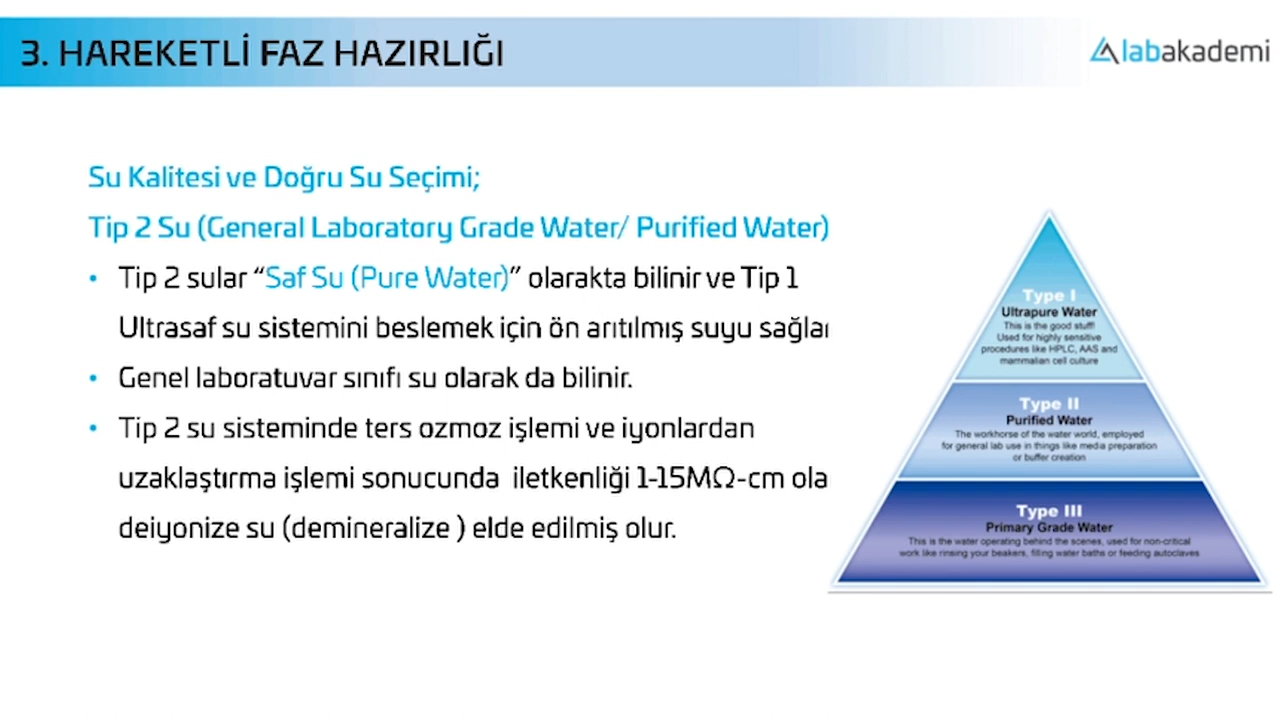 3. HAREKETLİ FAZ HAZIRLIĞI
labakademi
Su Kalitesi ve Doğru Su Seçimi;
Tip 2 Su (General Laboratory Grade Water/ Purified Water)
• Tip 2 sular “Saf Su (Pure Water)” olarakta bilinir ve Tip 1
Ultrasaf su sistemini beslemek için ön arıtılmış suyu sağlar
• Genel laboratuvar sınıfı su olarak da bilinir.
• Tip 2 su sisteminde ters ozmoz işlemi ve iyonlardan
uzaklaştırma işlemi sonucunda iletkenliği 1-15MΩ-cm ola
deiyonize su (demineralize ) elde edilmiş olur.
Type I
Ultrapure Water
This is the good stuff!
Used for highly sensitive
procedures like HPLC, AAS and
mammalian cell culture
Type II
Purified Water
The workhorse of the water world, employed
for general lab use in things like media preparation
or buffer creation
Type III
Primary Grade Water
This is the water operating behind the scenes, used for non-critical
work like rinsing your beakers, filling water baths or feeding autoclaves